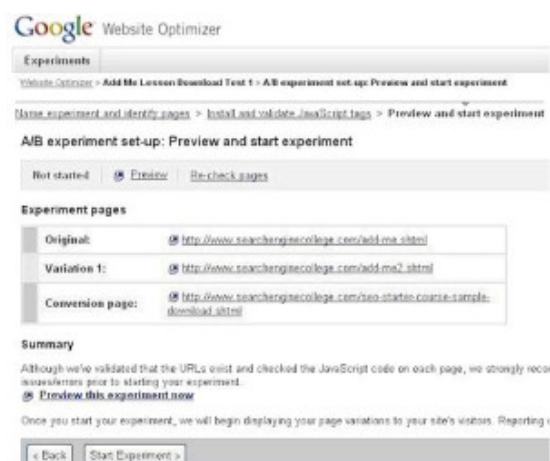 Google Website Optimizer
Experiments
Website Optimizer > Add Me Lesson Download Test 1 > A/B experiment set-up: Preview and start experiment
Name experiment and identify pages > Install and validate JavaScript tags > Preview and start experiment
A/B experiment set-up: Preview and start experiment
Not started Preview Re-check pages
Experiment pages
Original: http://www.searchenginecollege.com/add-me.shtml
Variation 1: http://www.searchenginecollege.com/add-me2.shtml
Conversion page: http://www.searchenginecollege.com/seo-starter-course-sample-
download.shtml
Summary
Although we've validated that the URLs exist and checked the JavaScript code on each page, we strongly reco
issues/errors prior to starting your experiment.
Preview this experiment now
Once you start your experiment, we will begin displaying your page variations to your site's visitors. Reporting
< Back Start Experiment >